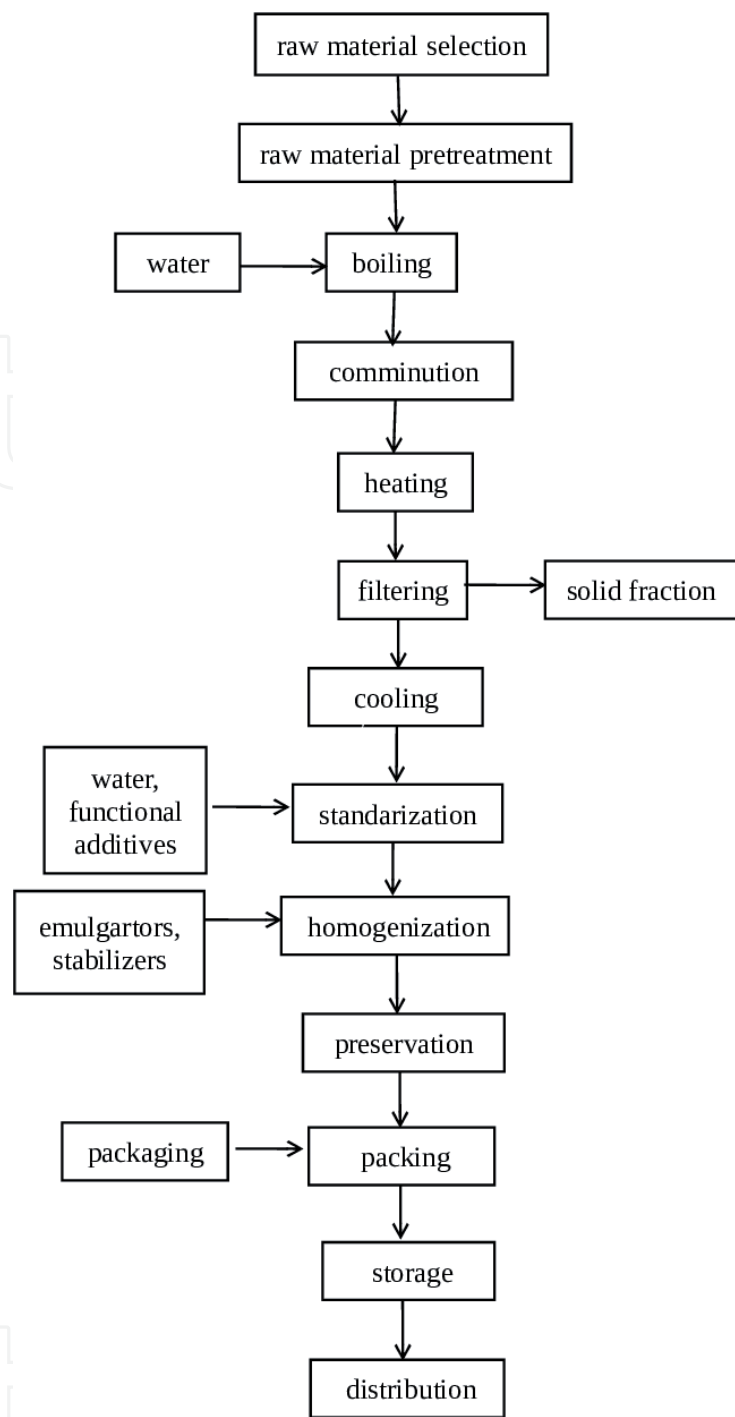 raw material selection
raw material pretreatment
water
boiling
comminution
heating
filtering
solid fraction
cooling
water,
functional
additives
standarization
emulgartors,
stabilizers
homogenization
preservation
packaging
packing
storage
distribution